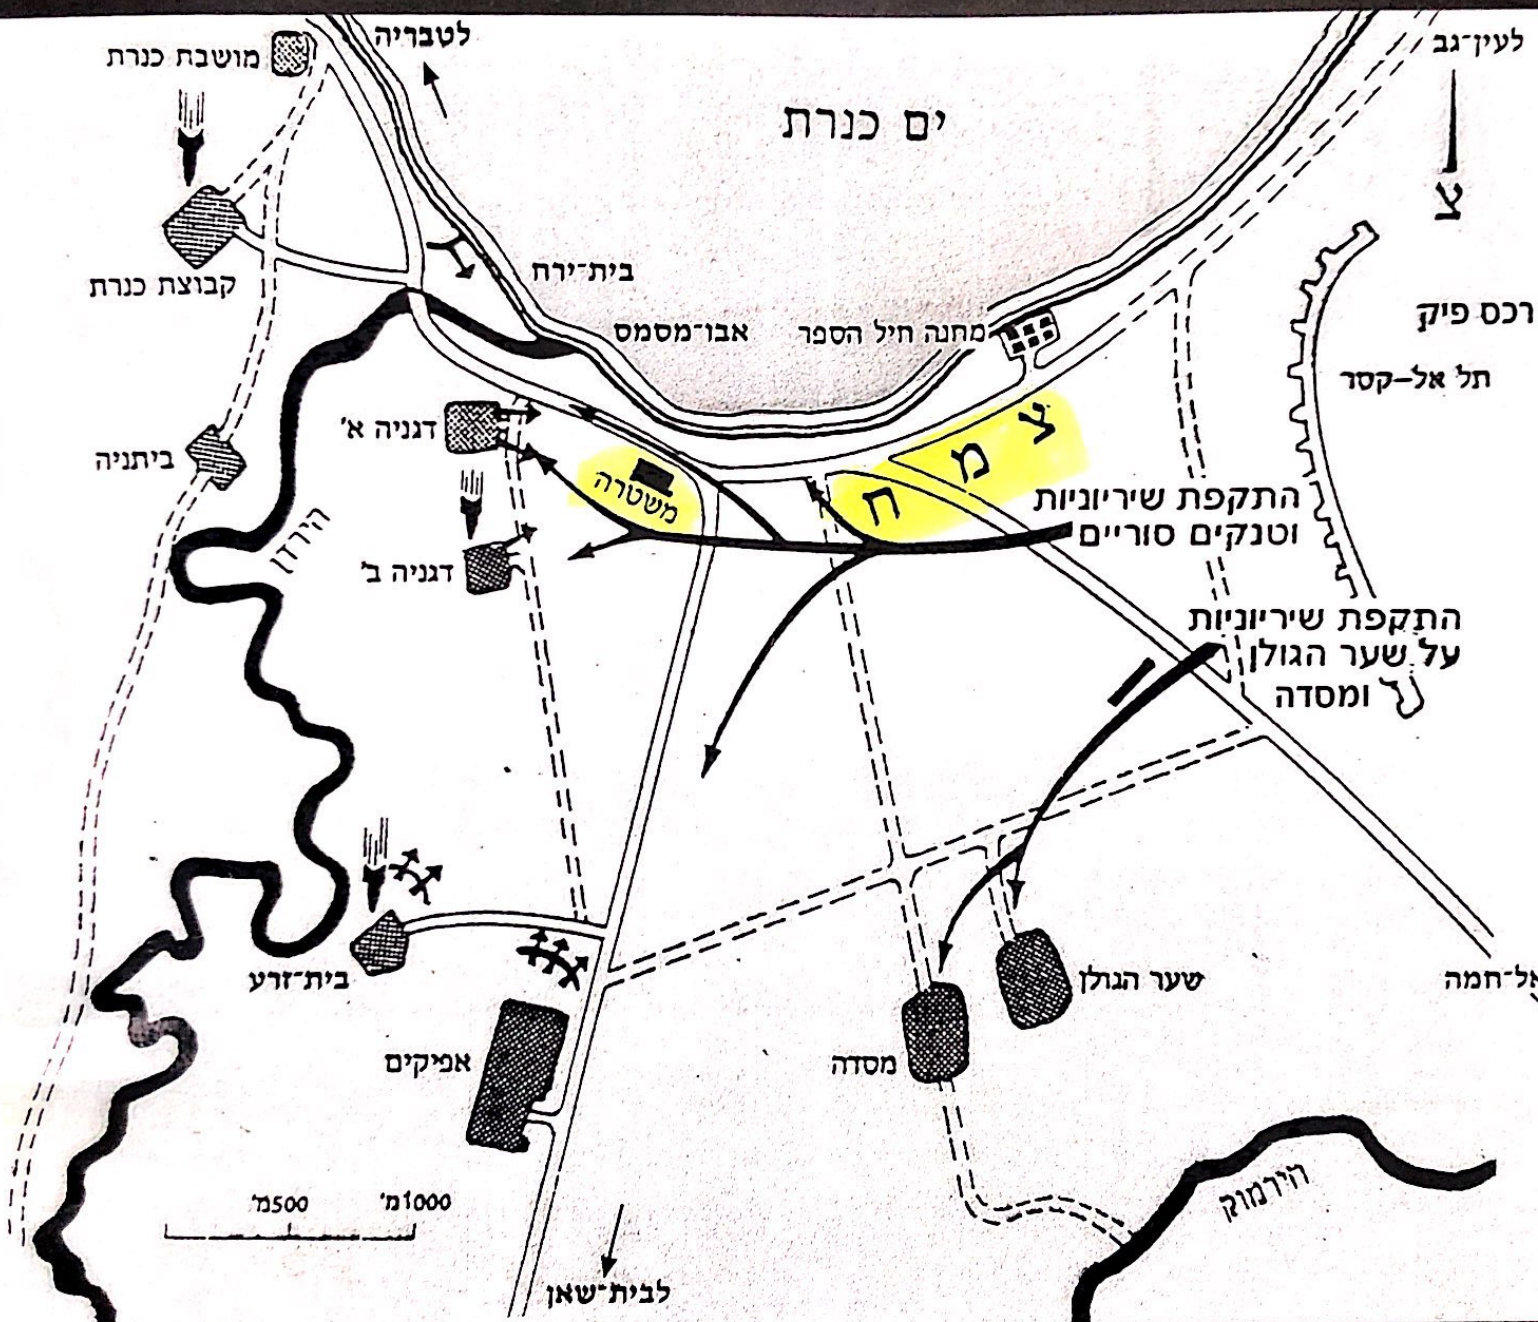 לטבריה
לעין־גב
מושבת כנרת
ים כנרת
צ
קבוצת כנרת
בית־ירח
רכס פיק
אבו־מסמס
מחנה חיל הספר
תל אל–קסר
דגניה א'
צמח
ביתניה
משטרה
התקפת שיריוניות
וטנקים סוריים
הירדן
דגניה ב'
התקפת שיריוניות
על שער הגולן
ומסדה
בית־זרע
שער הגולן
אל־חמה
אפיקים
מסדה
הירמוק
500מ'
1000מ'
לבית־שאן